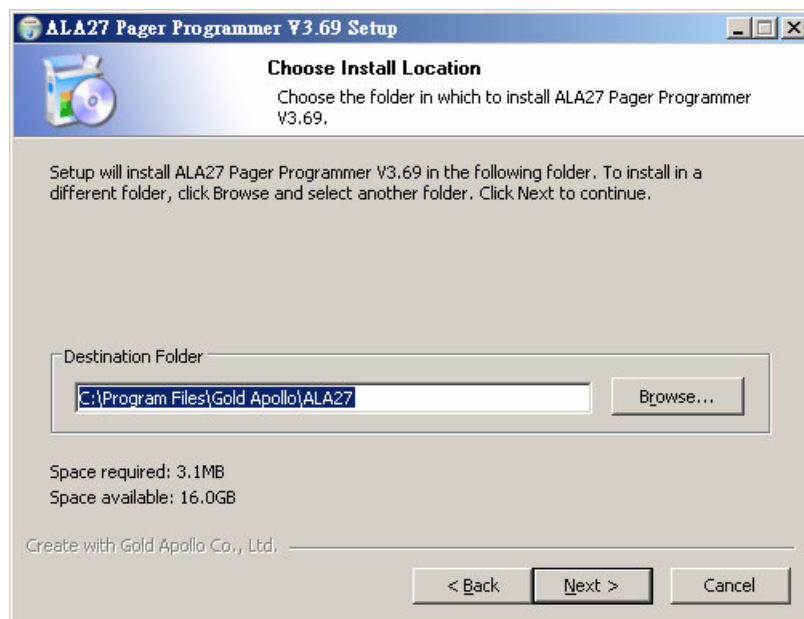 ALA27 Pager Programmer V3.69 Setup
Choose Install Location
Choose the folder in which to install ALA27 Pager Programmer
V3.69.
Setup will install ALA27 Pager Programmer V3.69 in the following folder. To install in a
different folder, click Browse and select another folder. Click Next to continue.
Destination Folder
C:\Program Files\Gold Apollo\ALA27
Browse...
Space required: 3.1MB
Space available: 16.0GB
Create with Gold Apollo Co., Ltd.
< Back
Next >
Cancel